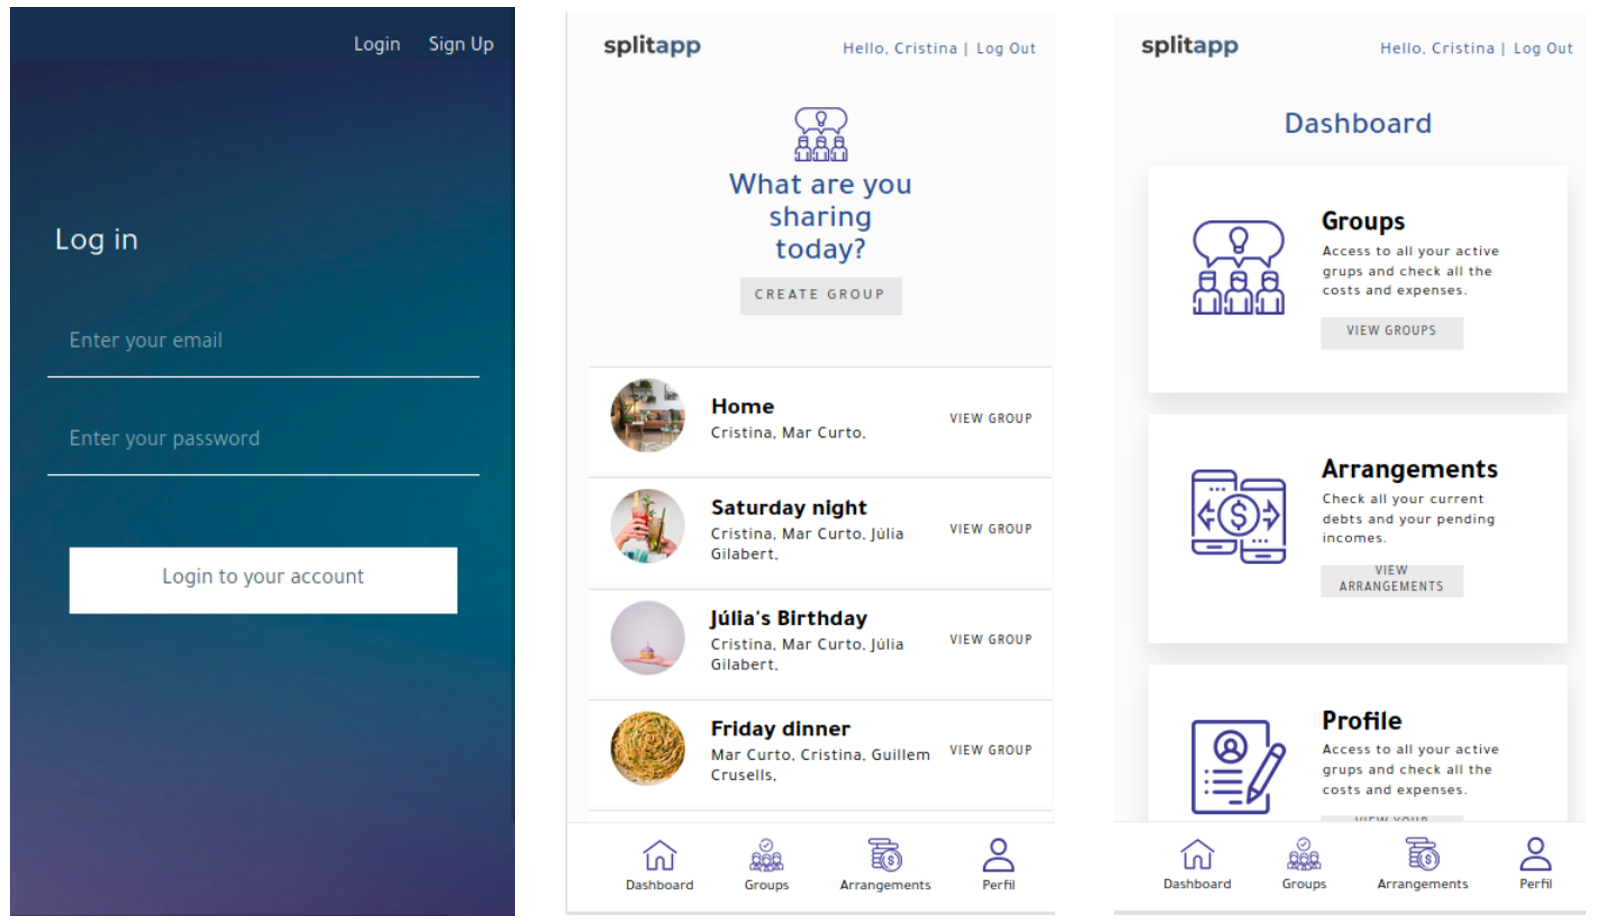 Login Sign Up
Log in
Enter your email
Enter your password
Login to your account
splitapp
Hello, Cristina | Log Out
What are you
sharing
today?
CREATE GROUP
Home
Cristina, Mar Curto,
VIEW GROUP
Saturday night
Cristina, Mar Curto, Júlia
Gilabert,
VIEW GROUP
Júlia's Birthday
Cristina, Mar Curto, Júlia
Gilabert,
VIEW GROUP
Friday dinner
Mar Curto, Cristina, Guillem
Crusells,
VIEW GROUP
Dashboard Groups Arrangements Perfil
splitapp
Hello, Cristina | Log Out
Dashboard
Groups
Access to all your active
grups and check all the
costs and expenses.
VIEW GROUPS
Arrangements
Check all your current
debts and your pending
incomes.
VIEW
ARRANGEMENTS
Profile
Access to all your active
grups and check all the
costs and expenses.
VIEW YOUR
Dashboard Groups Arrangements Perfil